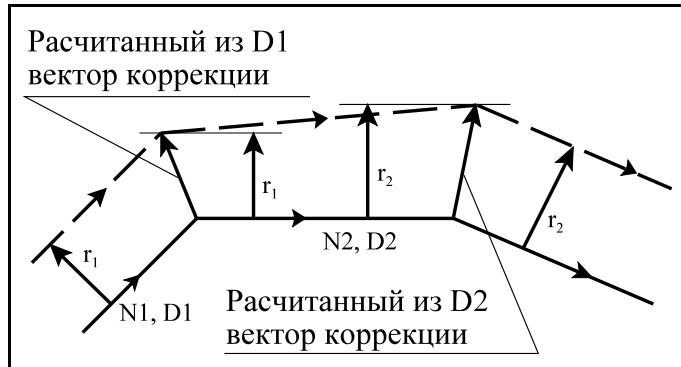 Расчитанный из D1
вектор коррекции
r1
r2
r1
r2
N2, D2
N1, D1
Расчитанный из D2
вектор коррекции